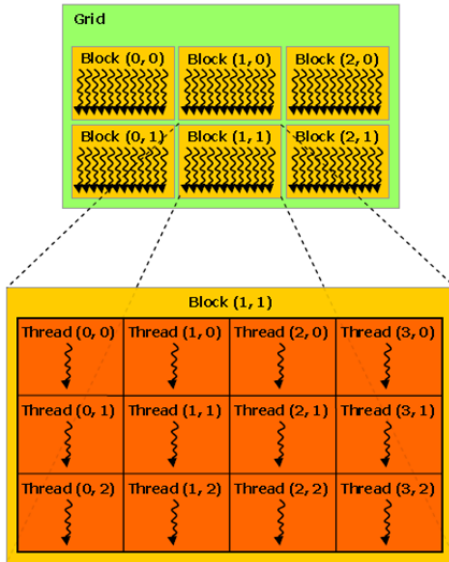 Grid
Block (0, 0) Block (1, 0) Block (2, 0)
Block (0, 1) Block (1, 1) Block (2, 1)
Block (1, 1)
Thread (0, 0) Thread (1, 0) Thread (2, 0) Thread (3, 0)
Thread (0, 1) Thread (1, 1) Thread (2, 1) Thread (3, 1)
Thread (0, 2) Thread (1, 2) Thread (2, 2) Thread (3, 2)